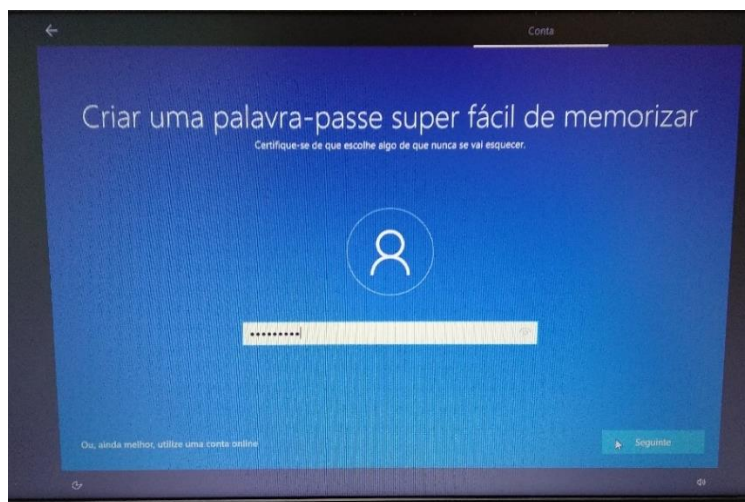 Conta
Criar uma palavra-passe super fácil de memorizar
Certifique-se de que escolhe algo de que nunca se vai esquecer.
•••••••••
Ou, ainda melhor, utilize uma conta online
Seguinte